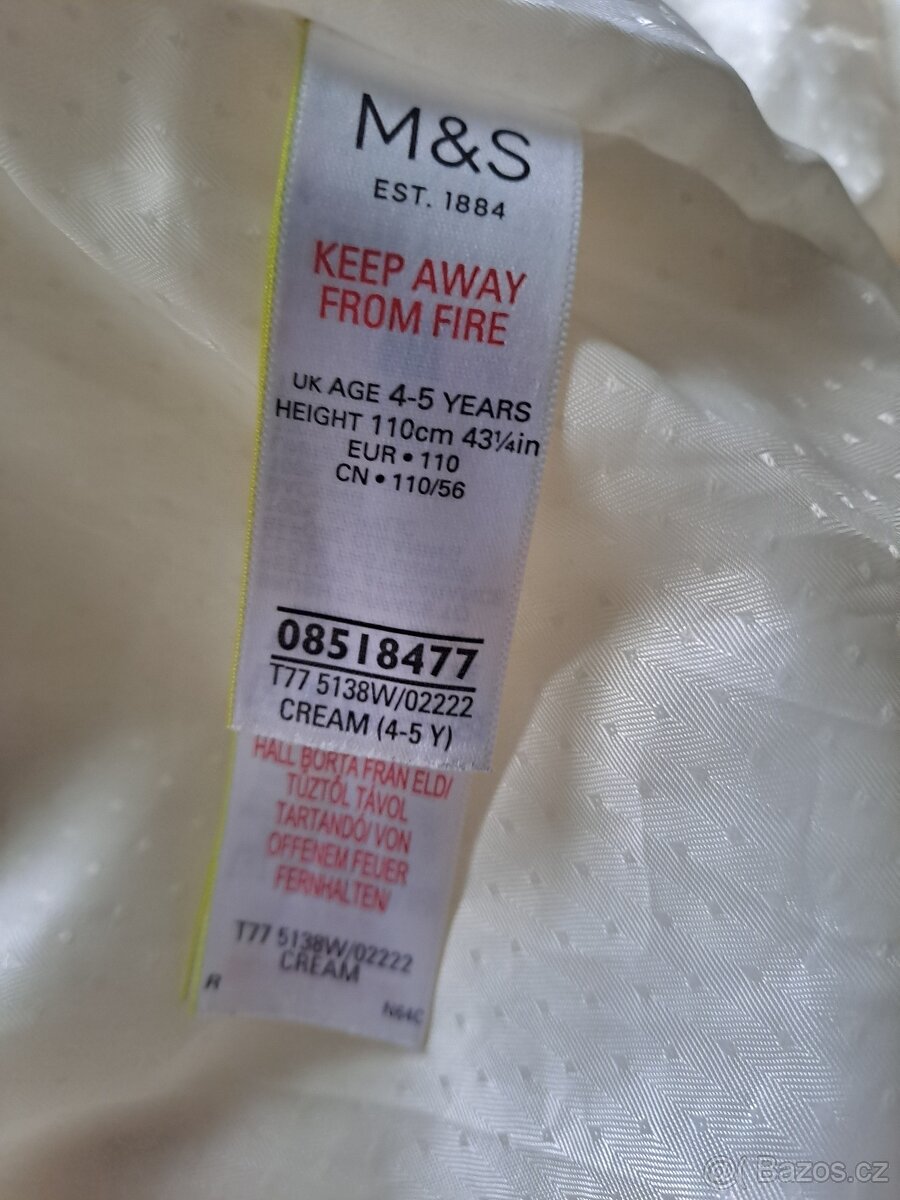 M&S
EST. 1884
KEEP AWAY
FROM FIRE
UK AGE 4-5 YEARS
HEIGHT 110cm 43¼in
EUR • 110
CN • 110/56
08518477
T77 5138W/02222
CREAM (4-5 Y)
HÅLL BORTA FRÅN ELD/
TŰZTŐL TÁVOL
TARTANDÓ/ VON
OFFENEM FEUER
FERNHALTEN/
T77 5138W/02222
CREAM
R
N64C
Bazos.cz